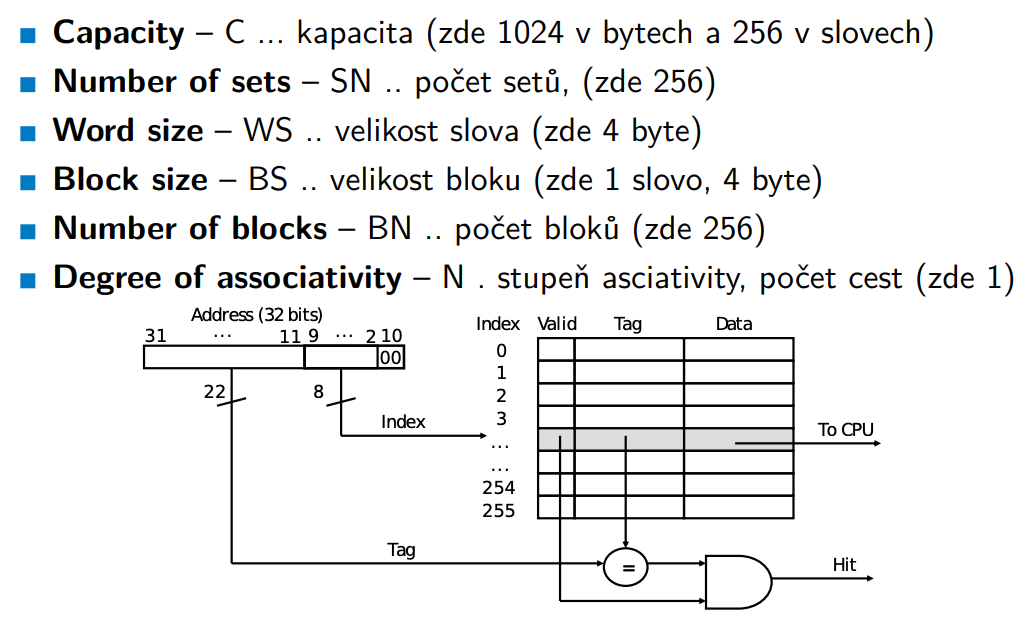 Capacity – C ... kapacita (zde 1024 v bytech a 256 v slovech)
Number of sets – SN .. počet setů, (zde 256)
Word size – WS .. velikost slova (zde 4 byte)
Block size – BS .. velikost bloku (zde 1 slovo, 4 byte)
Number of blocks – BN .. počet bloků (zde 256)
Degree of associativity – N . stupeň asciativity, počet cest (zde 1)
Address (32 bits)
31 ... 11 9 ... 2 10
00
22
8
Index
Index Valid Tag Data
0
1
2
3
...
...
254
255
To CPU
Tag
=
Hit